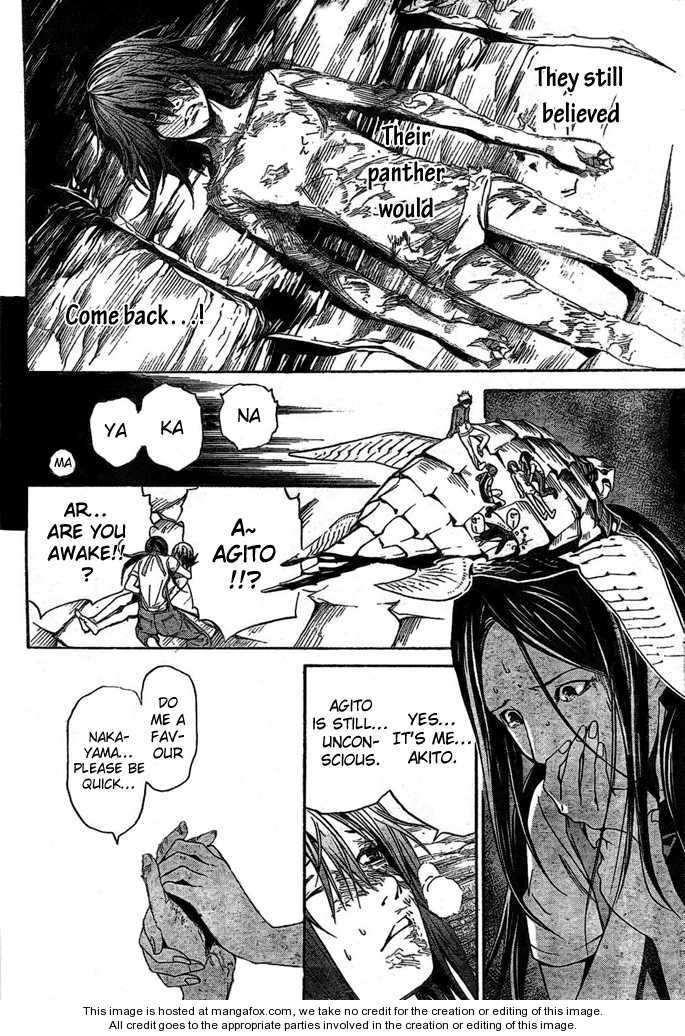 They still
believed
Their
panther
would
しん
Come back...!
NA
KA
YA
MA
A~
AGITO
!!?
AR...
ARE YOU
AWAKE!!
?
YES...
IT'S ME...
AKITO.
AGITO
IS STILL...
UNCON-
SCIOUS.
DO
ME A
FAV-
OUR
NAKA-
YAMA...
PLEASE BE
QUICK...
This image is hosted at mangafox.com, we take no credit for the creation or editing of this image.
All credit goes to the appropriate parties involved in the creation or editing of this image.